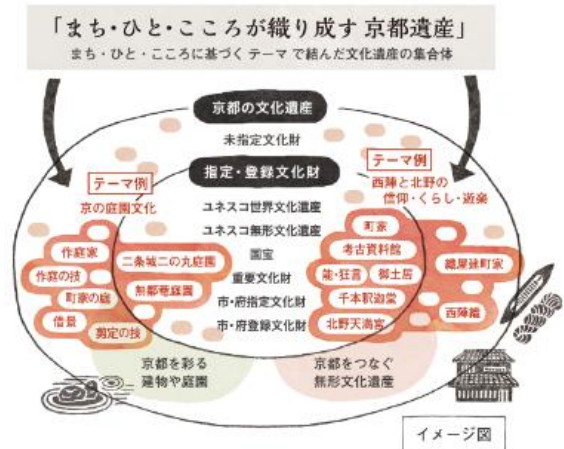 「まち・ひと・こころが織り成す 京都遺産」
まち・ひと・こころに基づく テーマ で結んだ文化遺産の集合体
京都の文化遺産
未指定文化財
指定・登録文化財
テーマ例
京の庭園文化
テーマ例
西陣と北野の
信仰・くらし・遊楽
ユネスコ世界文化遺産
ユネスコ無形文化遺産
国宝
重要文化財
市・府指定文化財
市・府登録文化財
作庭家
作庭の技
町家の庭
借景
剪定の技
二条城二の丸庭園
無鄰菴庭園
町家
考古資料館
能・狂言
御土居
千本釈迦堂
北野天満宮
織屋建町家
西陣織
京都を彩る
建物や庭園
京都をつなぐ
無形文化遺産
イメージ図